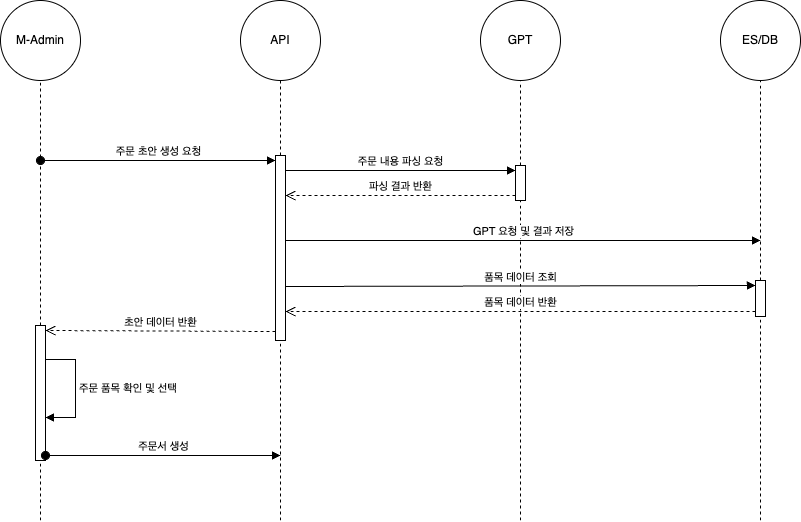 M-Admin
API
GPT
ES/DB
주문 초안 생성 요청
주문 내용 파싱 요청
파싱 결과 반환
GPT 요청 및 결과 저장
품목 데이터 조회
품목 데이터 반환
초안 데이터 반환
주문 품목 확인 및 선택
주문서 생성